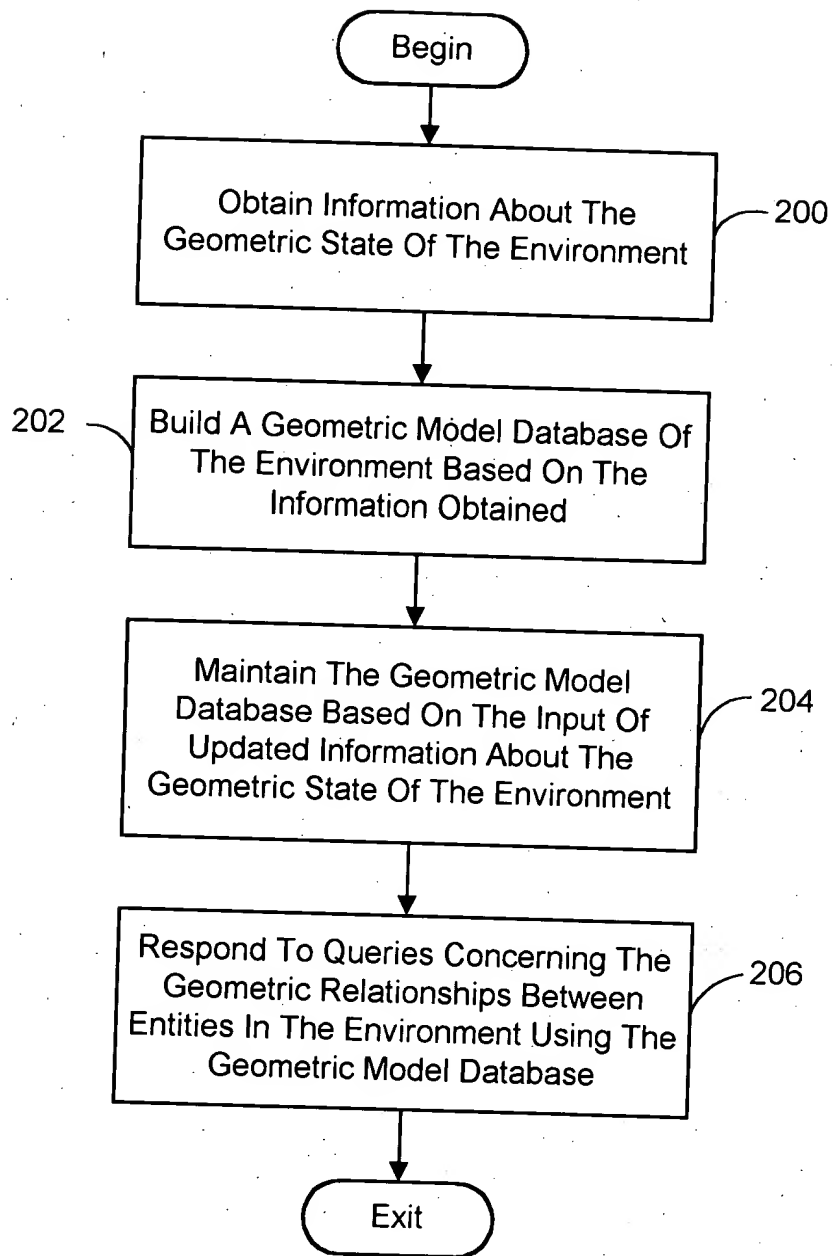 Begin
Obtain Information About The
Geometric State Of The Environment
200
202
Build A Geometric Model Database Of
The Environment Based On The
Information Obtained
Maintain The Geometric Model
Database Based On The Input Of
Updated Information About The
Geometric State Of The Environment
204
Respond To Queries Concerning The
Geometric Relationships Between
Entities In The Environment Using The
Geometric Model Database
206
Exit